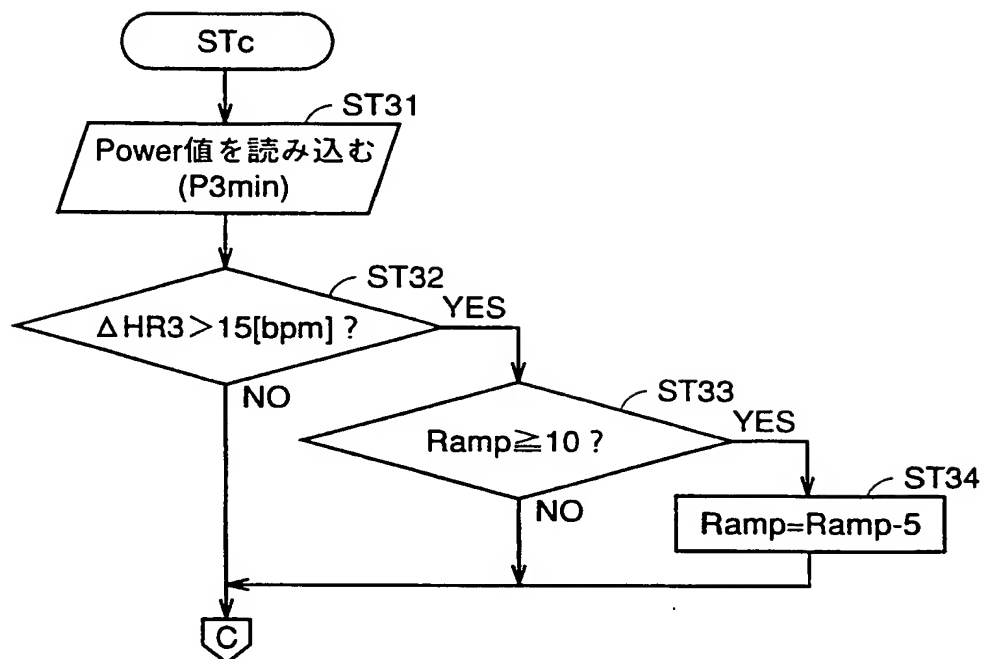 STc
ST31
Power値を読み込む
(P3min)
ST32
ΔHR3＞15[bpm]？
YES
NO
ST33
Ramp≧10？
YES
NO
ST34
Ramp=Ramp-5
C